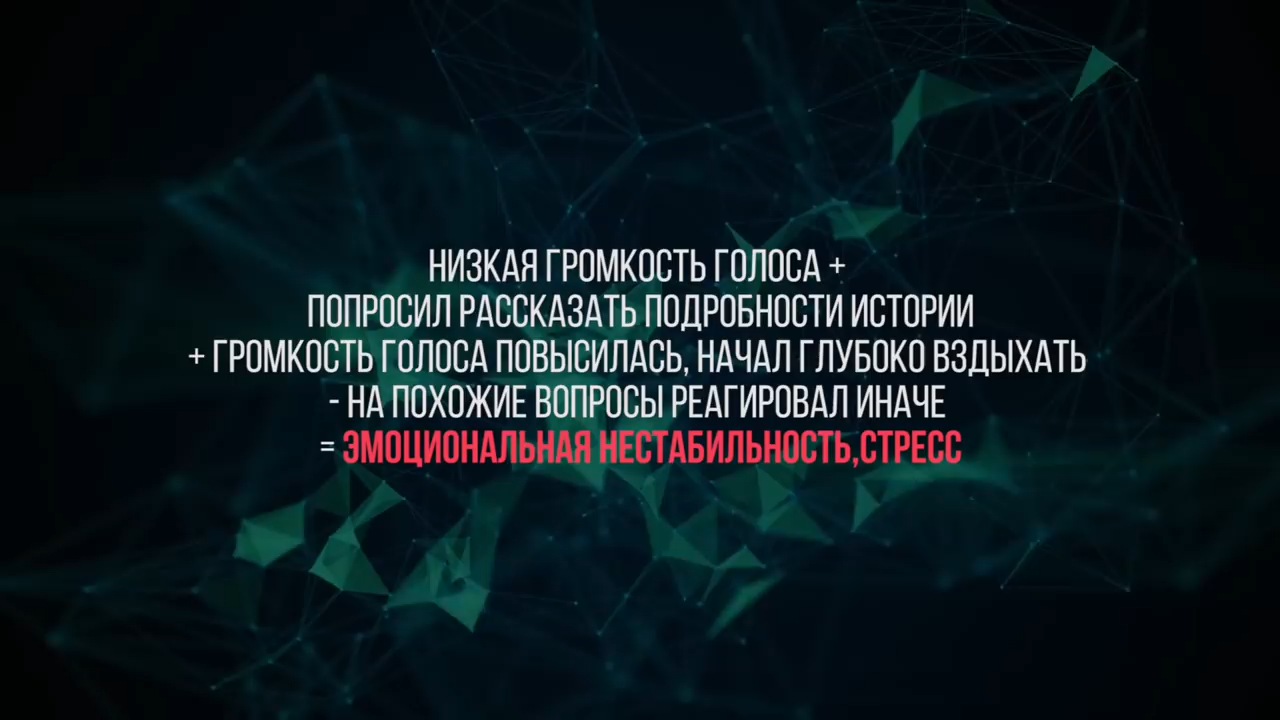 НИЗКАЯ ГРОМКОСТЬ ГОЛОСА +
ПОПРОСИЛ РАССКАЗАТЬ ПОДРОБНОСТИ ИСТОРИИ
+ ГРОМКОСТЬ ГОЛОСА ПОВЫСИЛАСЬ, НАЧАЛ ГЛУБОКО ВЗДЫХАТЬ
- НА ПОХОЖИЕ ВОПРОСЫ РЕАГИРОВАЛ ИНАЧЕ
= ЭМОЦИОНАЛЬНАЯ НЕСТАБИЛЬНОСТЬ,СТРЕСС